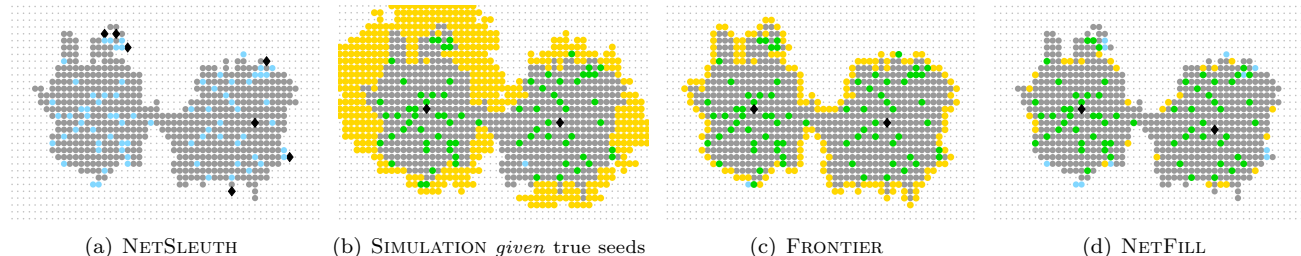 (a) NETSLEUTH
(b) SIMULATION given true seeds
(c) FRONTIER
(d) NETFILL